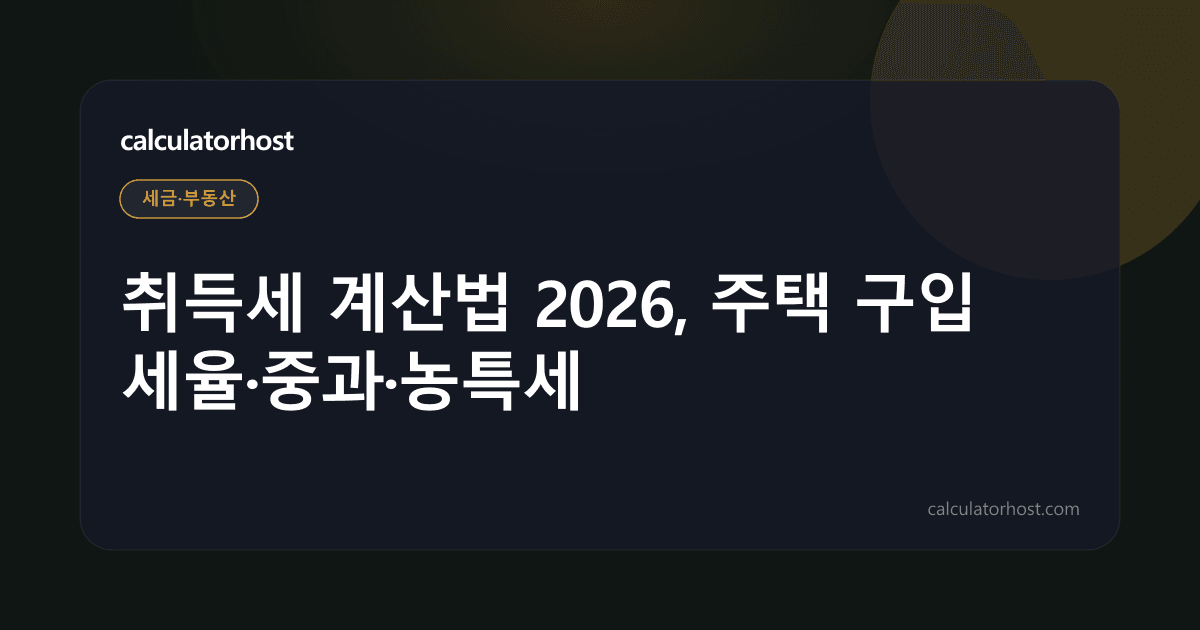 calculatorhost
세금·부동산
취득세 계산법 2026, 주택 구입
세율·중과·농특세
calculatorhost.com